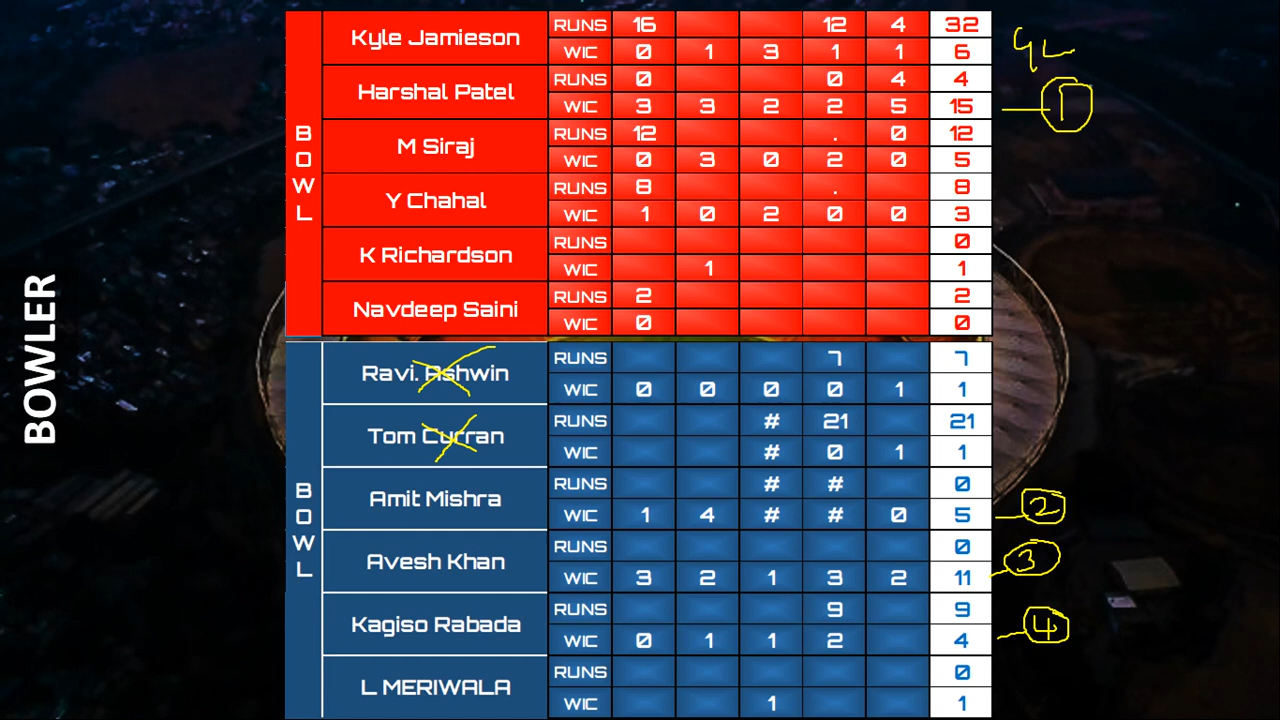 BOWLER
BOWL
Kyle Jamieson RUNS 16 12 4 32
WIC 0 1 3 1 1 6
Harshal Patel RUNS 0 0 4 4
WIC 3 3 2 2 5 15 1
M Siraj RUNS 12 . 0 12
WIC 0 3 0 2 0 5
Y Chahal RUNS 8 . 8
WIC 1 0 2 0 0 3
K Richardson RUNS 0
WIC 1 1
Navdeep Saini RUNS 2 2
WIC 0 0
BOWL
Ravi. Ashwin RUNS 7 7
WIC 0 0 0 0 1 1
Tom Curran RUNS # 21 21
WIC # 0 1 1
Amit Mishra RUNS # # 0
WIC 1 4 # # 0 5 2
Avesh Khan RUNS 0
WIC 3 2 1 3 2 11 3
Kagiso Rabada RUNS 9 9
WIC 0 1 1 2 4 4
L MERIWALA RUNS 0
WIC 1 1